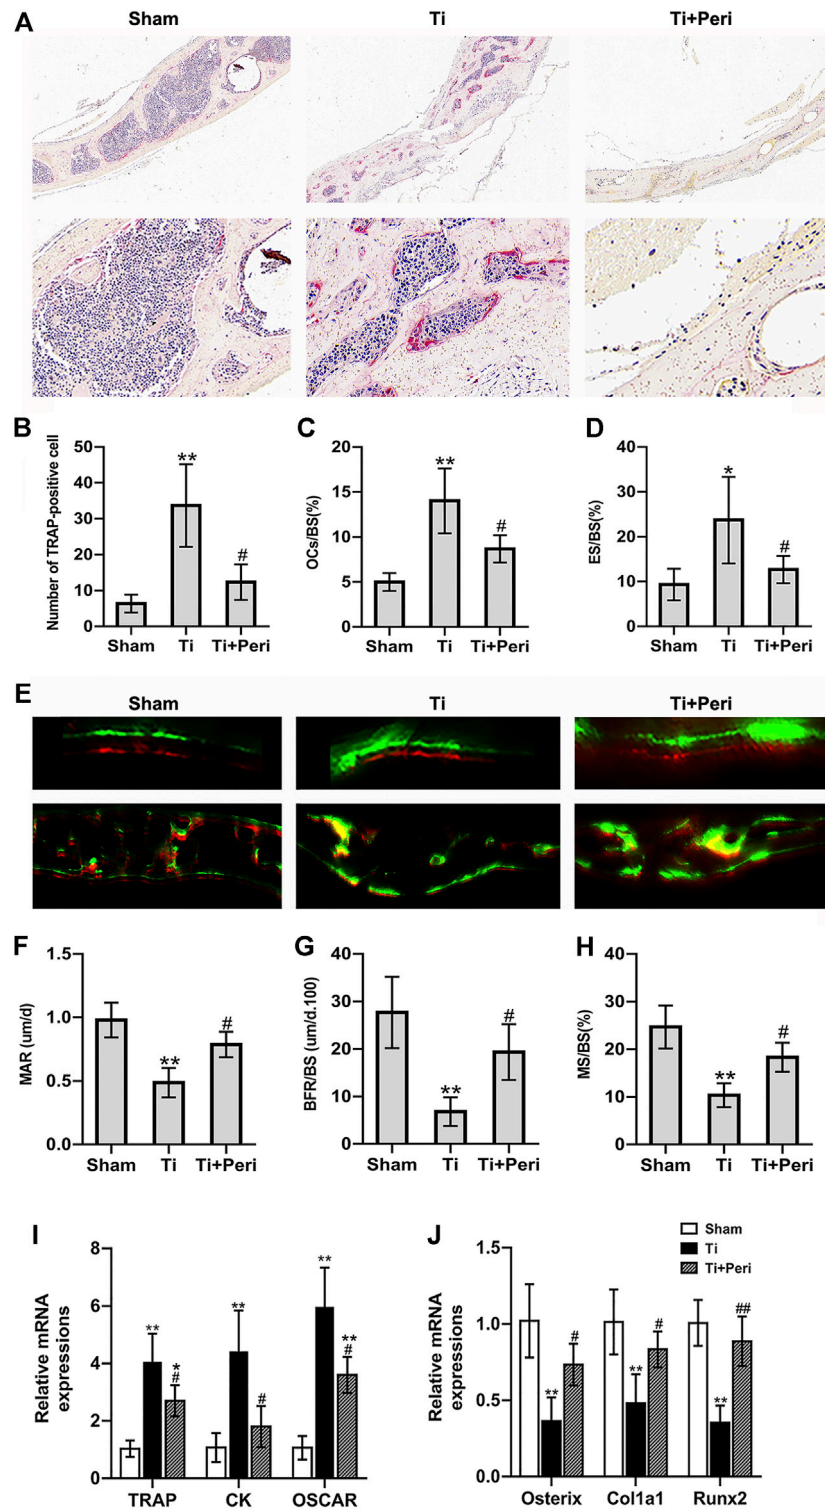 A
Sham
Ti
Ti+Peri
B
Number of TRAP-positive cell
50
40
30
20
10
0
**
#
Sham
Ti
Ti+Peri
C
OCs/BS(%)
20
15
10
5
0
**
#
Sham
Ti
Ti+Peri
D
ES/BS(%)
40
30
20
10
0
*
#
Sham
Ti
Ti+Peri
E
Sham
Ti
Ti+Peri
F
MAR (um/d)
1.5
1.0
0.5
0.0
**
#
Sham
Ti
Ti+Peri
G
BFR/BS (um/d.100)
40
30
20
10
0
**
#
Sham
Ti
Ti+Peri
H
MS/BS(%)
40
30
20
10
0
**
#
Sham
Ti
Ti+Peri
I
Relative mRNA
expressions
8
6
4
2
0
**
*
#
**
#
**
**
#
TRAP
CK
OSCAR
J
Sham
Ti
Ti+Peri
Relative mRNA
expressions
1.5
1.0
0.5
0.0
**
#
**
#
**
##
Osterix
Col1a1
Runx2